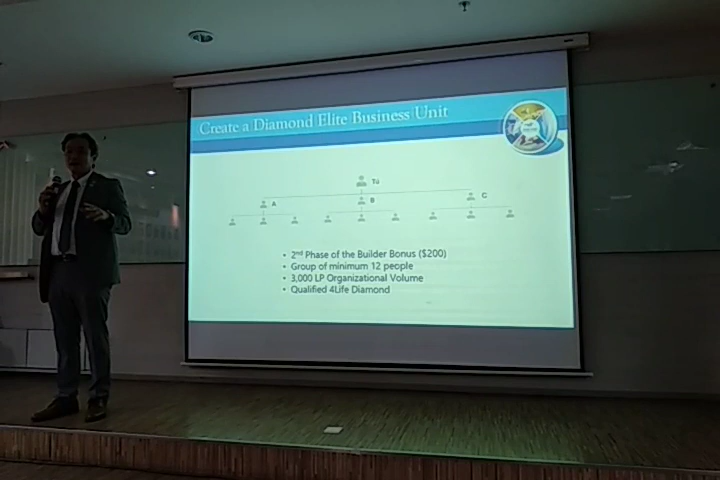 Create a Diamond Elite Business Unit
Tú
A
B
C
• 2nd Phase of the Builder Bonus ($200)
• Group of minimum 12 people
• 3,000 LP Organizational Volume
• Qualified 4Life Diamond